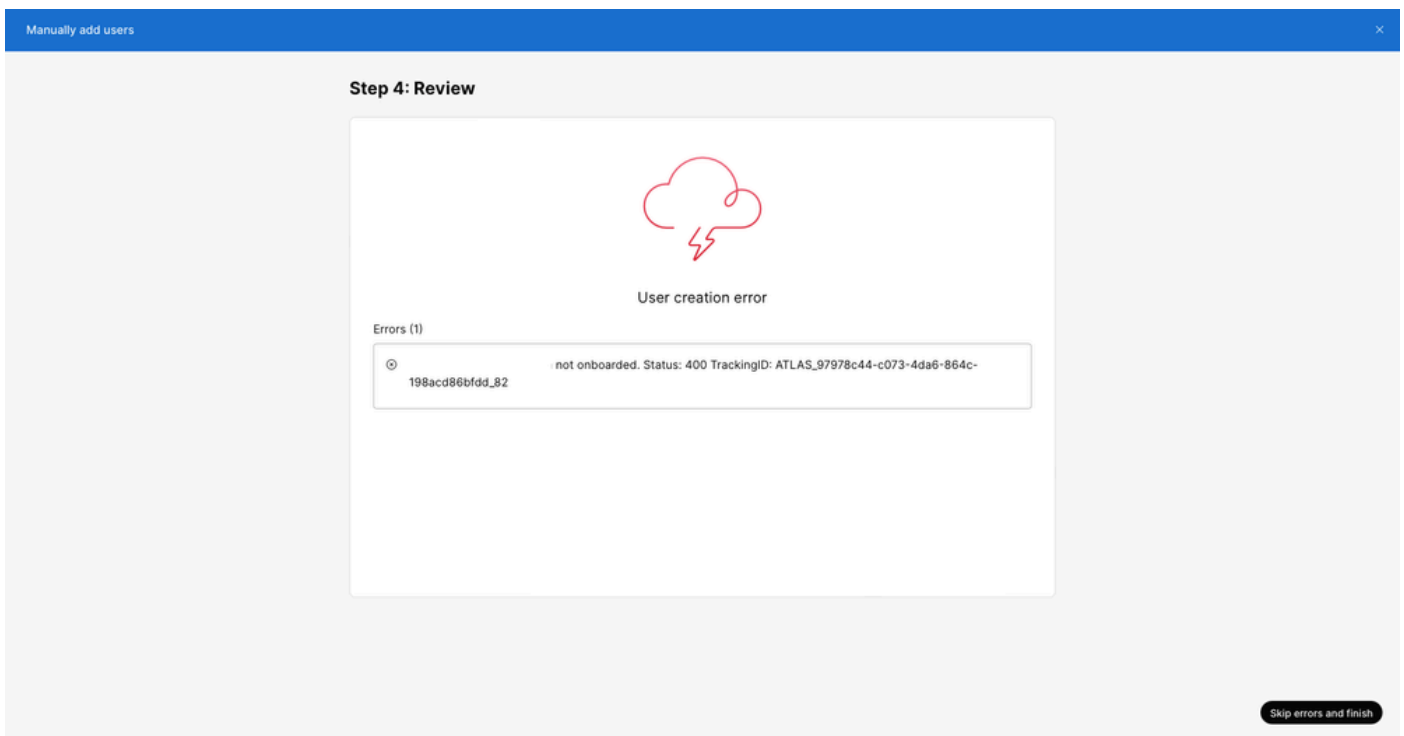 Manually add users
Step 4: Review
User creation error
Errors (1)
not onboarded. Status: 400 TrackingID: ATLAS_97978c44-c073-4da6-864c-
198acd86bfdd_82
Skip errors and finish